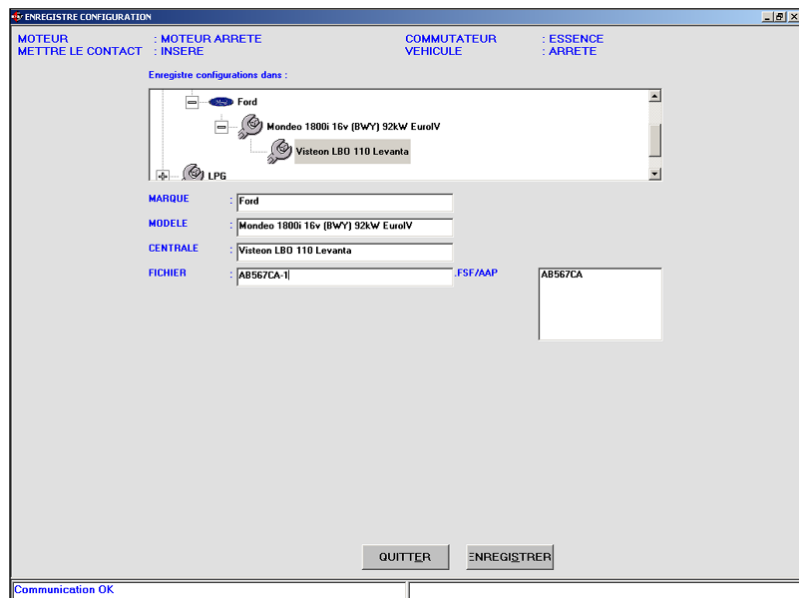 ENREGISTRE CONFIGURATION
MOTEUR : MOTEUR ARRETE COMMUTATEUR : ESSENCE
METTRE LE CONTACT : INSERE VEHICULE : ARRETE
Enregistre configurations dans :
Ford
Mondeo 1800i 16v (BWY) 92kW EuroIV
Visteon LBO 110 Levanta
LPG
MARQUE : Ford
MODELE : Mondeo 1800i 16v (BWY) 92kW EuroIV
CENTRALE : Visteon LBO 110 Levanta
FICHIER : AB567CA-1 .FSF/AAP AB567CA
QUITTER ENREGISTRER
Communication OK